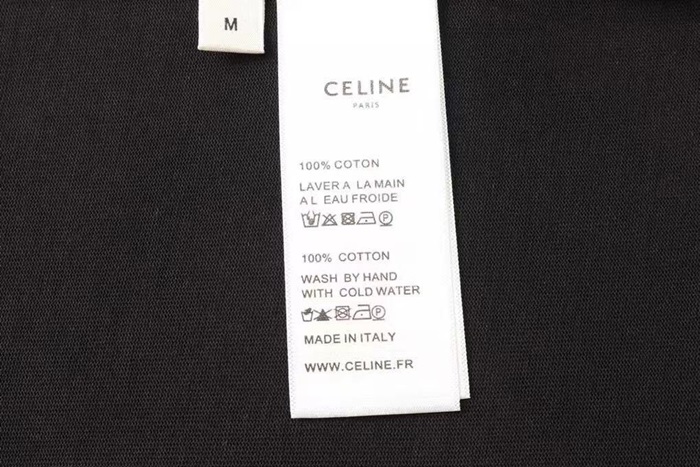 M
CELINE
PARIS
100% COTON
LAVER A LA MAIN
A L EAU FROIDE
P
100% COTTON
WASH BY HAND
WITH COLD WATER
P
MADE IN ITALY
WWW.CELINE.FR